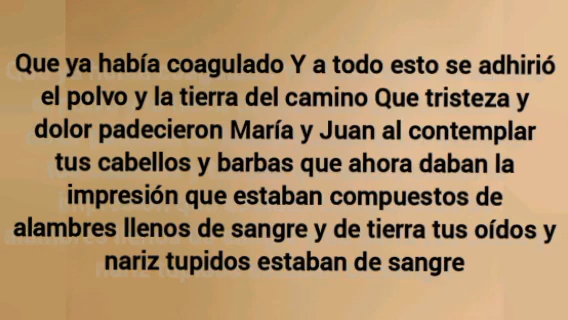 Que ya había coagulado Y a todo esto se adhirió
el polvo y la tierra del camino Que tristeza y
dolor padecieron María y Juan al contemplar
tus cabellos y barbas que ahora daban la
impresión que estaban compuestos de
alambres llenos de sangre y de tierra tus oídos y
nariz tupidos estaban de sangre